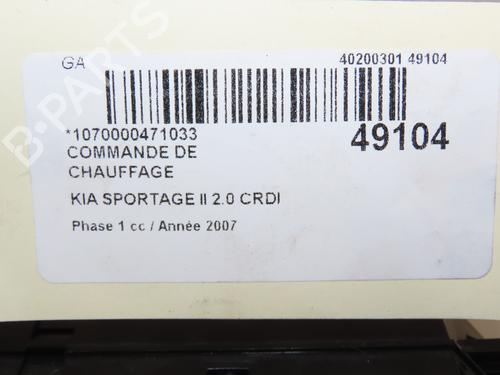 GA
40200301 49104
*1070000471033
49104
COMMANDE DE
CHAUFFAGE
KIA SPORTAGE II 2.0 CRDI
Phase 1 cc / Année 2007
B-PARTS